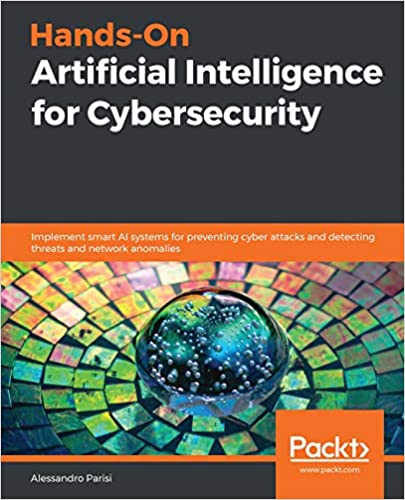 Hands-On
Artificial Intelligence
for Cybersecurity
Implement smart AI systems for preventing cyber attacks and detecting
threats and network anomalies
Alessandro Parisi
Packt>
www.packt.com